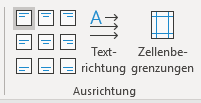 Text-
richtung
Zellenbe-
grenzungen
Ausrichtung